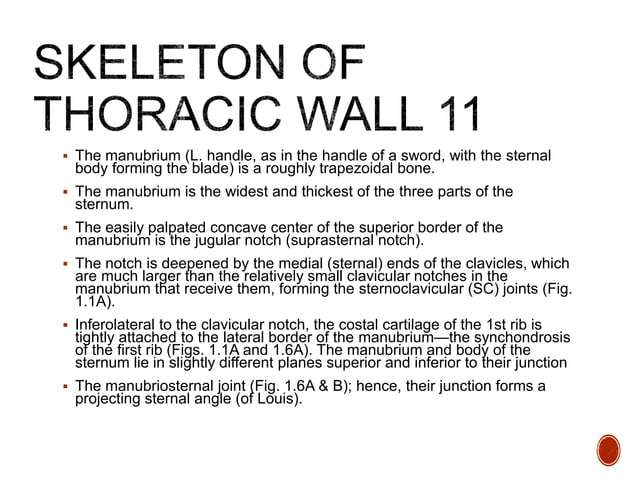 SKELETON OF
THORACIC WALL 11
▪ The manubrium (L. handle, as in the handle of a sword, with the sternal
body forming the blade) is a roughly trapezoidal bone.
▪ The manubrium is the widest and thickest of the three parts of the
sternum.
▪ The easily palpated concave center of the superior border of the
manubrium is the jugular notch (suprasternal notch).
▪ The notch is deepened by the medial (sternal) ends of the clavicles, which
are much larger than the relatively small clavicular notches in the
manubrium that receive them, forming the sternoclavicular (SC) joints (Fig.
1.1A).
▪ Inferolateral to the clavicular notch, the costal cartilage of the 1st rib is
tightly attached to the lateral border of the manubrium—the synchondrosis
of the first rib (Figs. 1.1A and 1.6A). The manubrium and body of the
sternum lie in slightly different planes superior and inferior to their junction
▪ The manubriosternal joint (Fig. 1.6A & B); hence, their junction forms a
projecting sternal angle (of Louis).